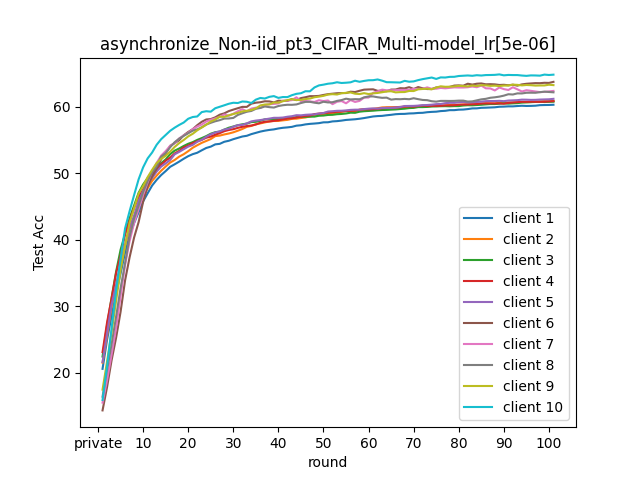 asynchronize_Non-iid_pt3_CIFAR_Multi-model_lr[5e-06]
Test Acc
60
50
40
30
20
private 10 20 30 40 50 60 70 80 90 100
round
client 1
client 2
client 3
client 4
client 5
client 6
client 7
client 8
client 9
client 10